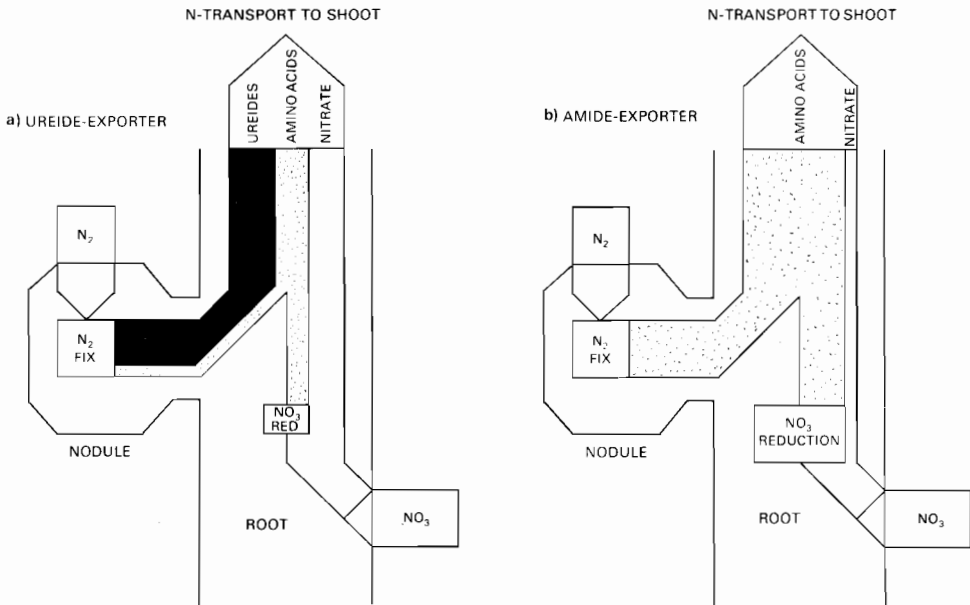 N-TRANSPORT TO SHOOT
a) UREIDE-EXPORTER
UREIDES
AMINO ACIDS
NITRATE
N₂
N₂
FIX
NO₃
RED
NODULE
ROOT
NO₃
N-TRANSPORT TO SHOOT
b) AMIDE-EXPORTER
AMINO ACIDS
NITRATE
N₂
N₂
FIX
NO₃
REDUCTION
NODULE
ROOT
NO₃